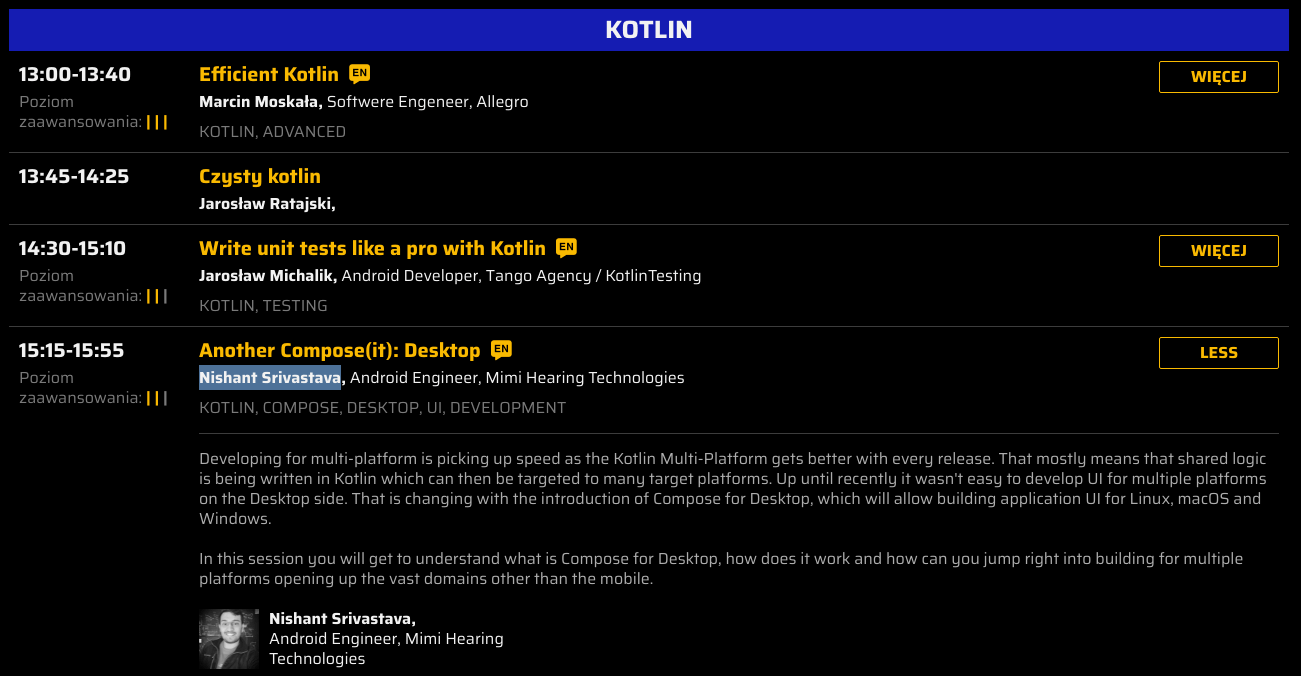 KOTLIN
13:00-13:40
Efficient Kotlin EN
WIĘCEJ
Poziom
zaawansowania:
Marcin Moskała, Softwere Engeneer, Allegro
KOTLIN, ADVANCED
13:45-14:25
Czysty kotlin
Jarosław Ratajski,
14:30-15:10
Write unit tests like a pro with Kotlin EN
WIĘCEJ
Poziom
zaawansowania:
Jarosław Michalik, Android Developer, Tango Agency / KotlinTesting
KOTLIN, TESTING
15:15-15:55
Another Compose(it): Desktop EN
LESS
Poziom
zaawansowania:
Nishant Srivastava, Android Engineer, Mimi Hearing Technologies
KOTLIN, COMPOSE, DESKTOP, UI, DEVELOPMENT
Developing for multi-platform is picking up speed as the Kotlin Multi-Platform gets better with every release. That mostly means that shared logic
is being written in Kotlin which can then be targeted to many target platforms. Up until recently it wasn't easy to develop UI for multiple platforms
on the Desktop side. That is changing with the introduction of Compose for Desktop, which will allow building application UI for Linux, macOS and
Windows.
In this session you will get to understand what is Compose for Desktop, how does it work and how can you jump right into building for multiple
platforms opening up the vast domains other than the mobile.
Nishant Srivastava,
Android Engineer, Mimi Hearing
Technologies